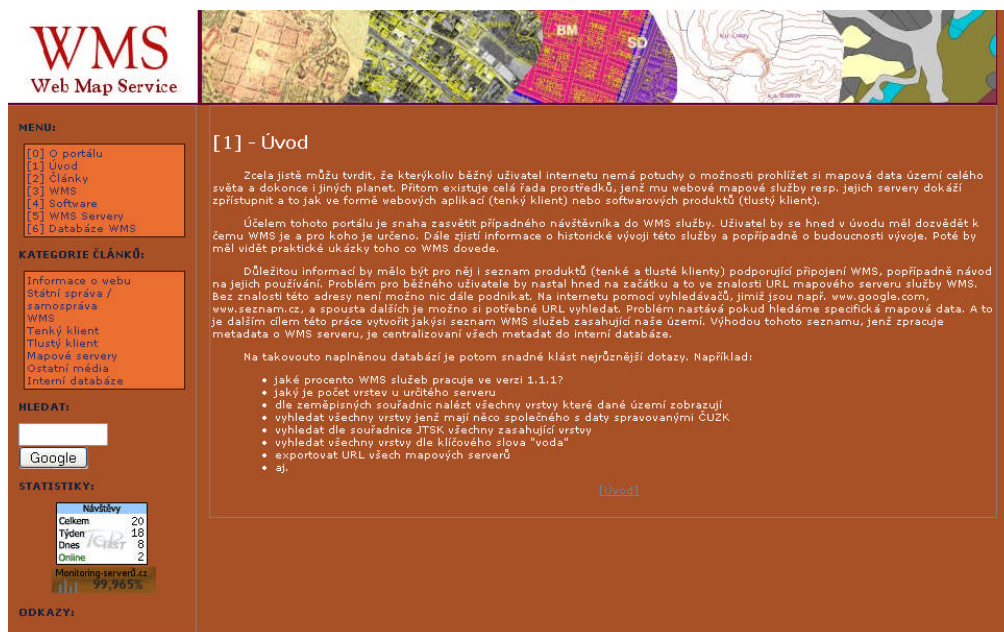 WMS
Web Map Service
BM
SO
MENU:
[0] O portálu
[1] Úvod
[2] Články
[3] WMS
[4] Software
[5] WMS Servery
[6] Databáze WMS
KATEGORIE ČLÁNKŮ:
Informace o webu
Státní správa /
samospráva
WMS
Tenký klient
Tlustý klient
Mapové servery
Ostatní média
Interní databáze
HLEDAT:
Google
STATISTIKY:
Návštěvy
Celkem 20
Týden 18
Dnes 8
Online 2
Monitoring-serverů.cz
99,965%
ODKAZY:
[1] - Úvod
Zcela jistě můžu tvrdit, že kterýkoliv běžný uživatel internetu nemá potuchy o možnosti prohlížet si mapová data území celého
světa a dokonce i jiných planet. Přitom existuje celá řada prostředků, jenž mu webové mapové služby resp. jejich servery dokáží
zpřístupnit a to jak ve formě webových aplikací (tenký klient) nebo softwarových produktů (tlustý klient).
Účelem tohoto portálu je snaha zasvětit případného návštěvníka do WMS služby. Uživatel by se hned v úvodu měl dozvědět k
čemu WMS je a pro koho je určeno. Dále zjistí informace o historické vývoji této služby a popřípadně o budoucnosti vývoje. Poté by
měl vidět praktické ukázky toho co WMS dovede.
Důležitou informací by mělo být pro něj i seznam produktů (tenké a tlusté klienty) podporující připojení WMS, popřípadně návod
na jejich používání. Problém pro běžného uživatele by nastal hned na začátku a to ve znalosti URL mapového serveru služby WMS.
Bez znalosti této adresy není možno nic dále podnikat. Na internetu pomocí vyhledávačů, jimiž jsou např. www.google.com,
www.seznam.cz, a spousta dalších je možno si potřebné URL vyhledat. Problém nastává pokud hledáme specifická mapová data. A to
je dalším cílem této práce vytvořit jakýsi seznam WMS služeb zasahující naše území. Výhodou tohoto seznamu, jenž zpracuje
metadata o WMS serveru, je centralizovaní všech metadat do interní databáze.
Na takovouto naplněnou databází je potom snadné klást nejrůznější dotazy. Například:
• jaké procento WMS služeb pracuje ve verzi 1.1.1?
• jaký je počet vrstev u určitého serveru
• dle zeměpisných souřadnic nalézt všechny vrstvy které dané území zobrazují
• vyhledat všechny vrstvy jenž mají něco společného s daty spravovanými ČUZK
• vyhledat dle souřadnice JTSK všechny zasahující vrstvy
• vyhledat všechny vrstvy dle klíčového slova "voda"
• exportovat URL všech mapových serverů
• aj.
[Úvod]